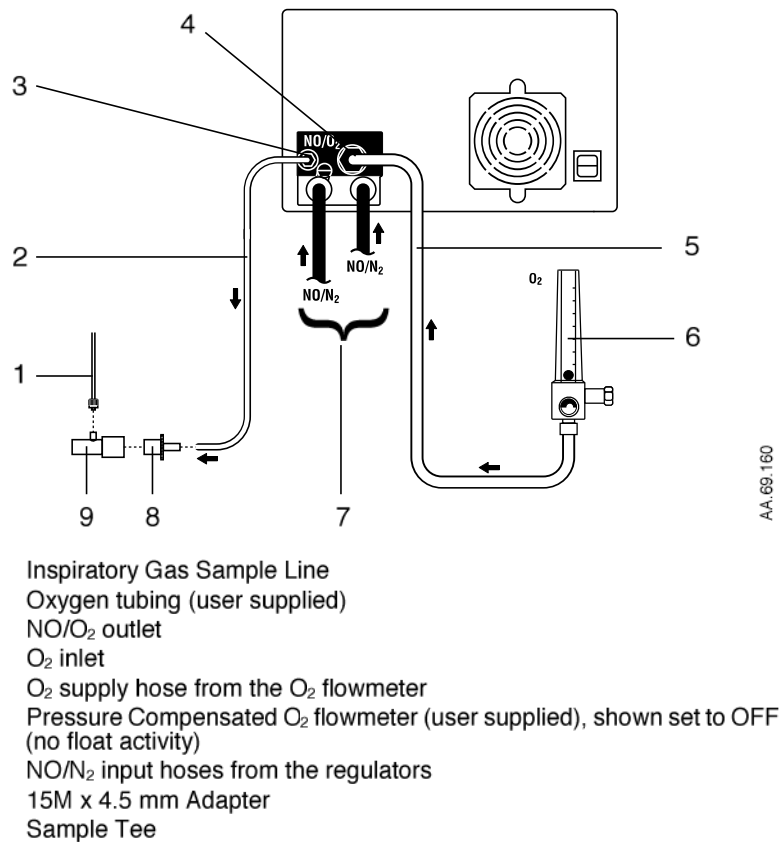 4
3
NO/O₂
2
5
NO/N₂
NO/N₂
O₂
6
1
9
8
7
AA.69.160
Inspiratory Gas Sample Line
Oxygen tubing (user supplied)
NO/O₂ outlet
O₂ inlet
O₂ supply hose from the O₂ flowmeter
Pressure Compensated O₂ flowmeter (user supplied), shown set to OFF
(no float activity)
NO/N₂ input hoses from the regulators
15M x 4.5 mm Adapter
Sample Tee